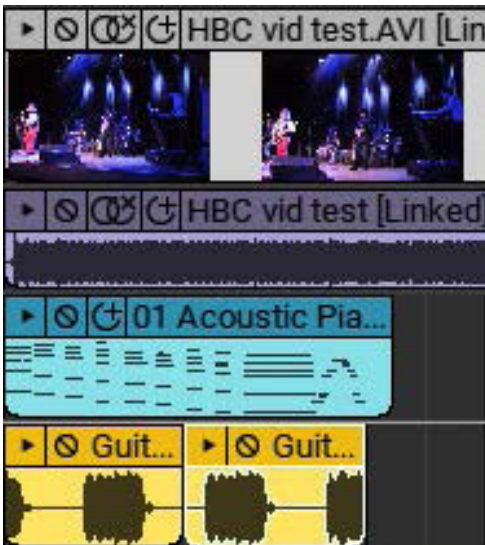 HBC vid test.AVI [Lin
HBC vid test [Linked]
01 Acoustic Pia...
Guit... Guit...